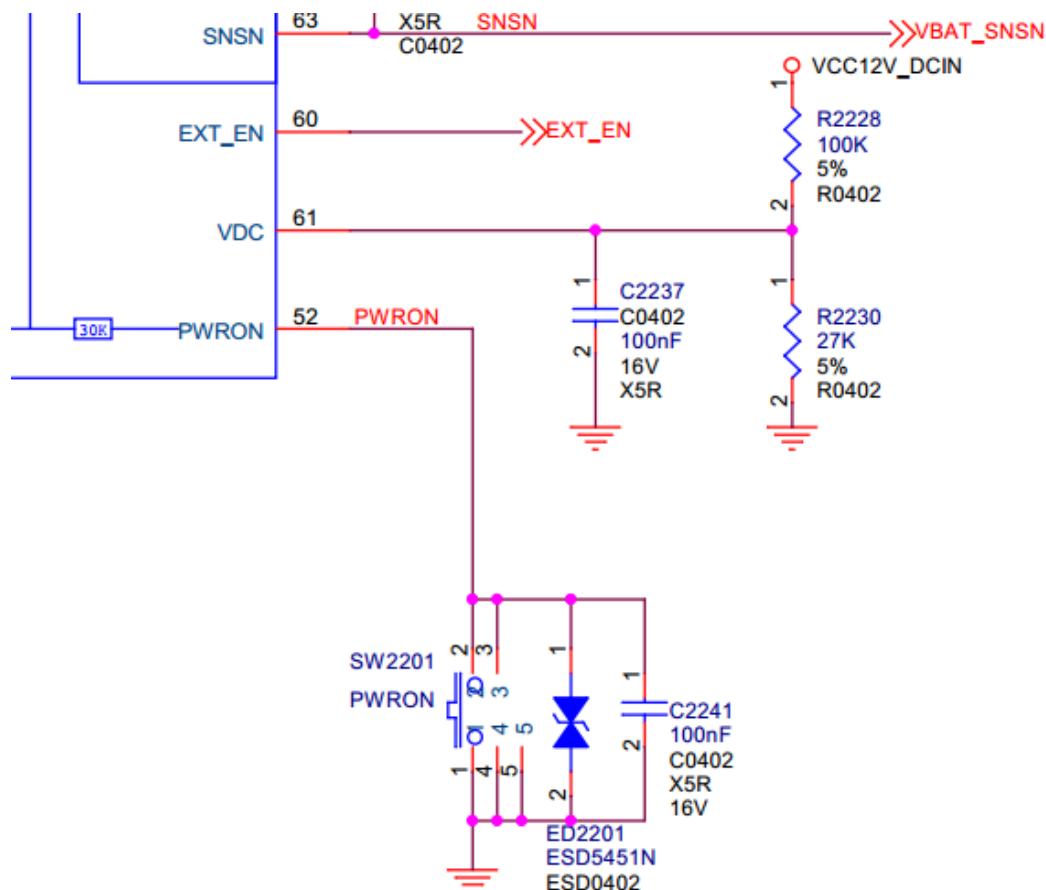 63
X5R
SNSN
SNSN
C0402
VBAT_SNSN
VCC12V_DCIN
1
R2228
100K
5%
R0402
2
EXT_EN
60
EXT_EN
VDC
61
1
C2237
C0402
100nF
16V
X5R
2
1
R2230
27K
5%
R0402
2
30K
PWRON
52
PWRON
SW2201
PWRON
2
3
2
3
1
4
5
1
4
5
1
2
ED2201
ESD5451N
ESD0402
1
2
C2241
100nF
C0402
X5R
16V